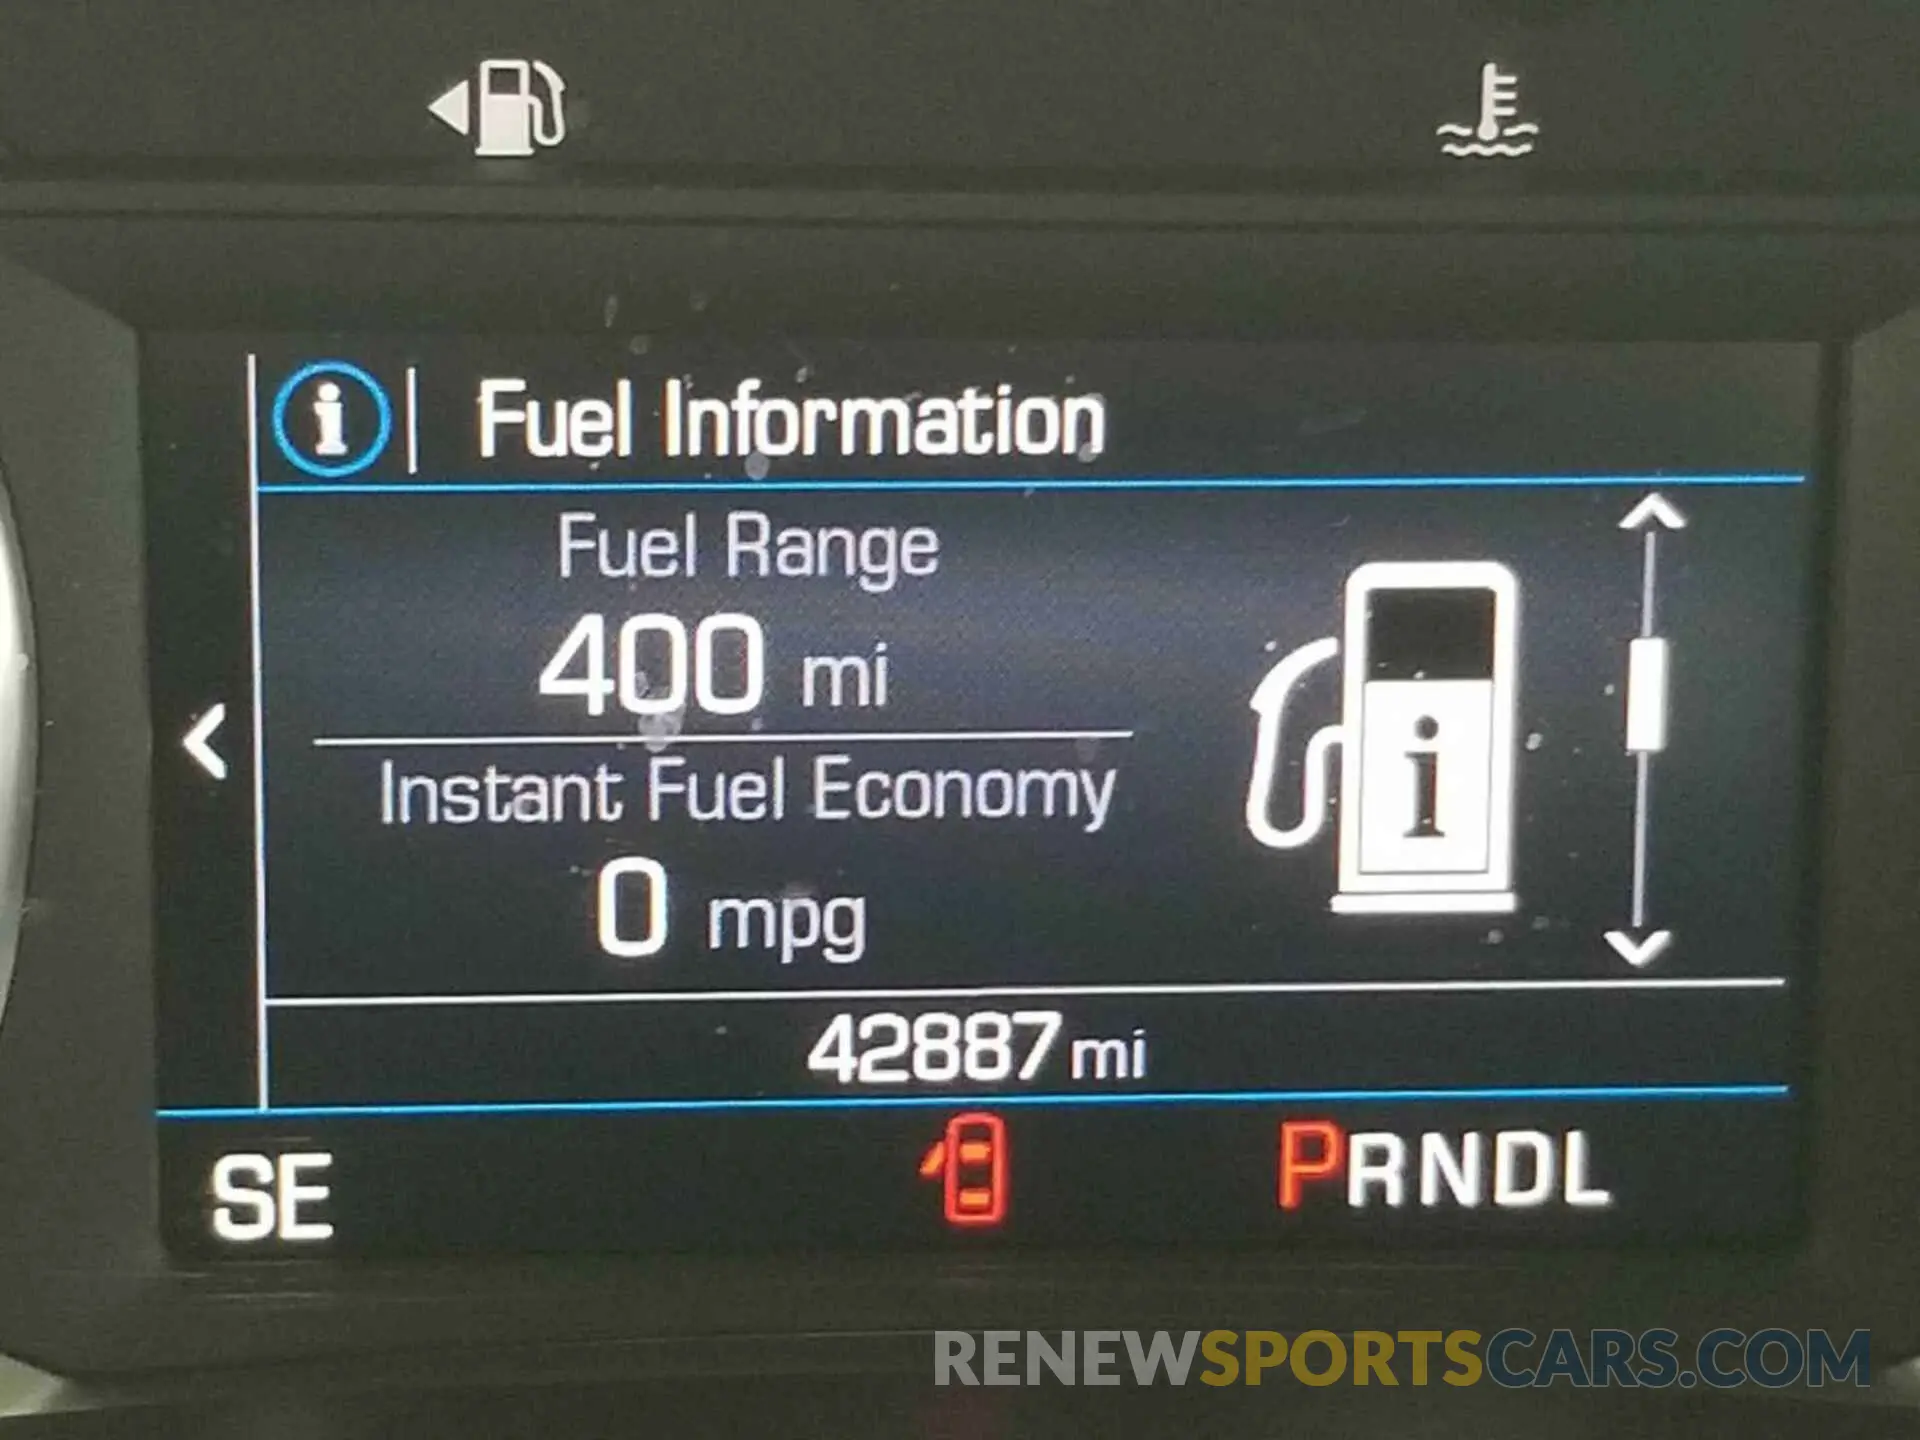 i Fuel Information
Fuel Range
400 mi
i
Instant Fuel Economy
0 mpg
42887 mi
SE
PRNDL
RENEWSPORTSCARS.COM